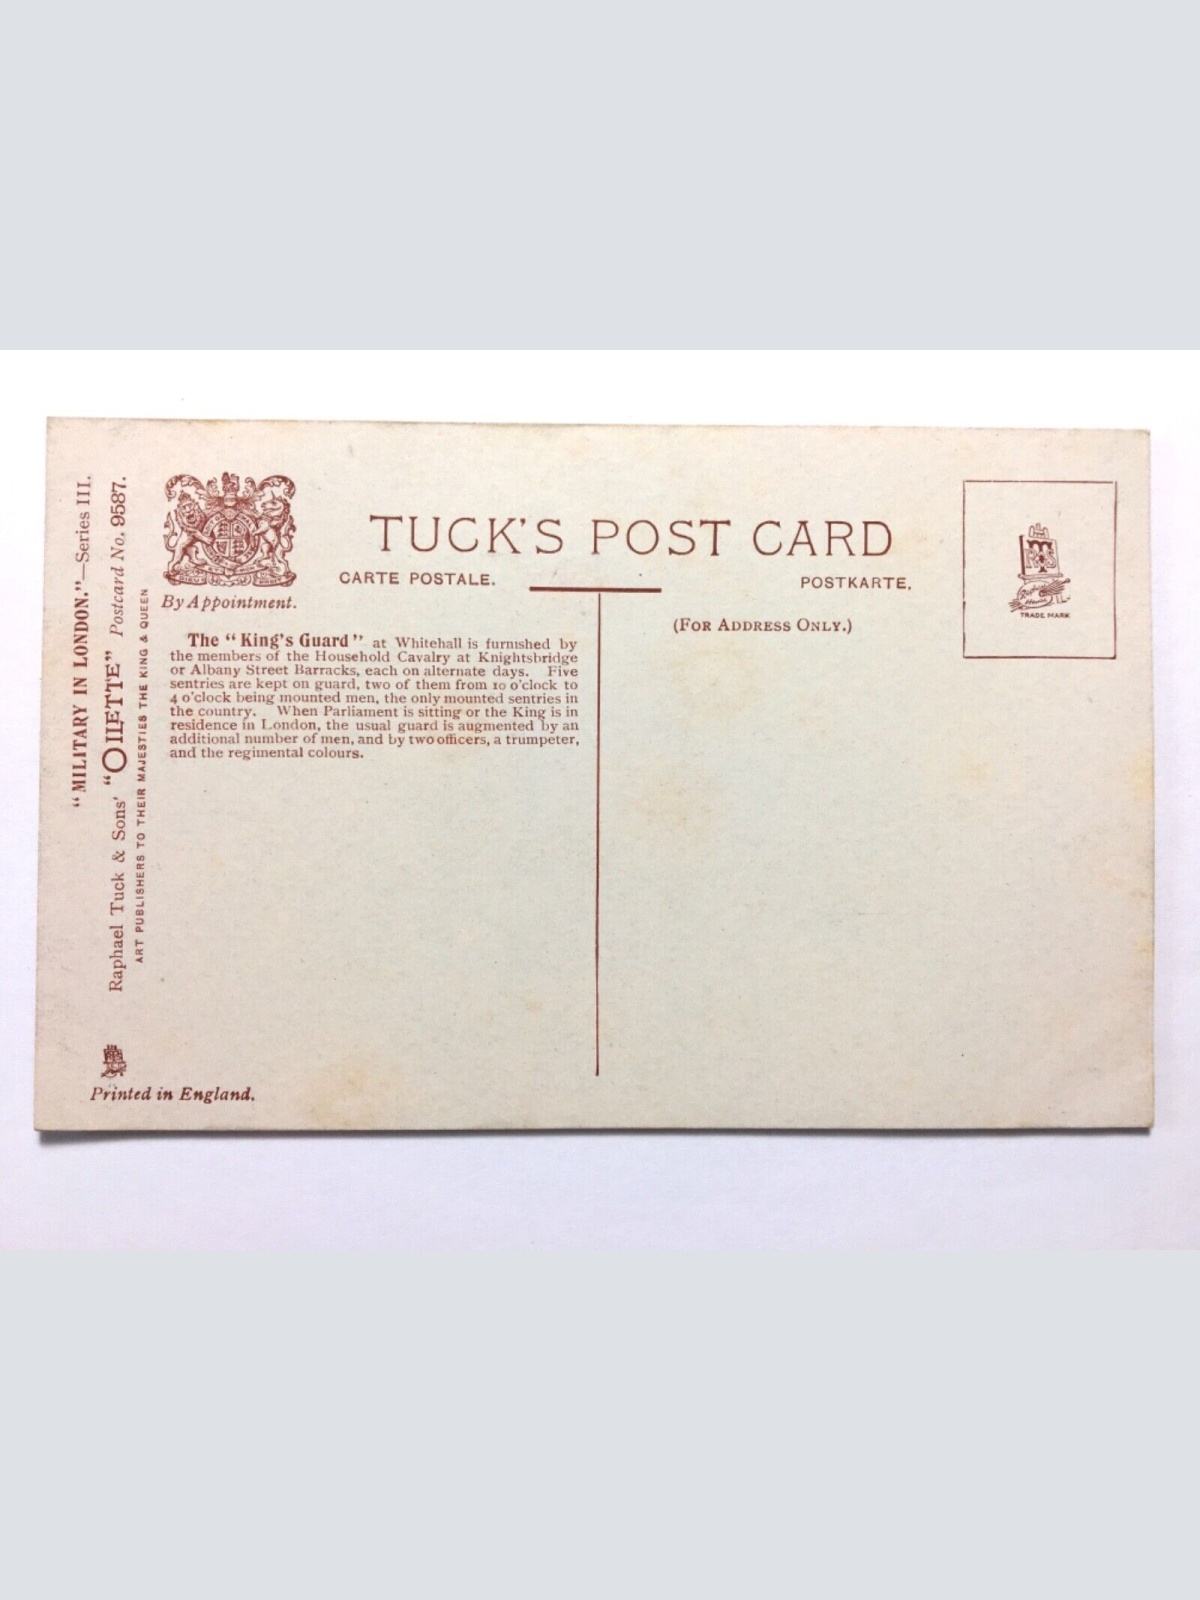 "MILITARY IN LONDON."—Series III.
Raphael Tuck & Sons' "OILETTE" Postcard No. 9587.
ART PUBLISHERS TO THEIR MAJESTIES THE KING & QUEEN
By Appointment.
TUCK'S POST CARD
CARTE POSTALE.
POSTKARTE.
(FOR ADDRESS ONLY.)
TRADE MARK
The "King's Guard" at Whitehall is furnished by
the members of the Household Cavalry at Knightsbridge
or Albany Street Barracks, each on alternate days. Five
sentries are kept on guard, two of them from 10 o'clock to
4 o'clock being mounted men, the only mounted sentries in
the country. When Parliament is sitting or the King is in
residence in London, the usual guard is augmented by an
additional number of men, and by two officers, a trumpeter,
and the regimental colours.
Printed in England.